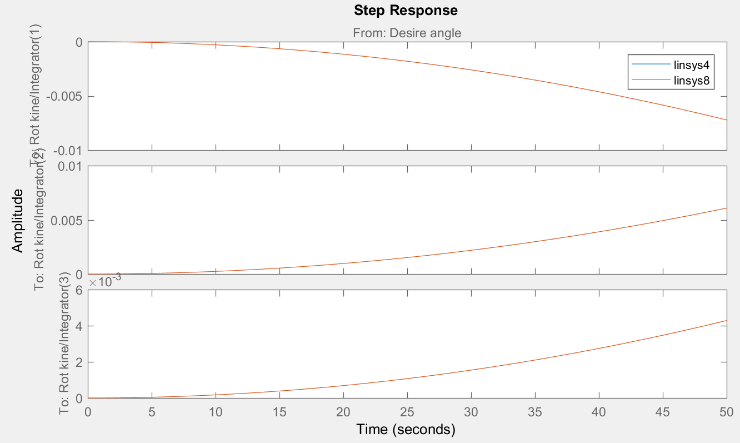 Step Response
From: Desire angle
To: Rot kine/Integrator(1)
0
-0.005
-0.01
linsys4
linsys8
Amplitude
To: Rot kine/Integrator(2)
0.01
0.005
0
To: Rot kine/Integrator(3)
×10⁻³
6
4
2
0
0 5 10 15 20 25 30 35 40 45 50
Time (seconds)